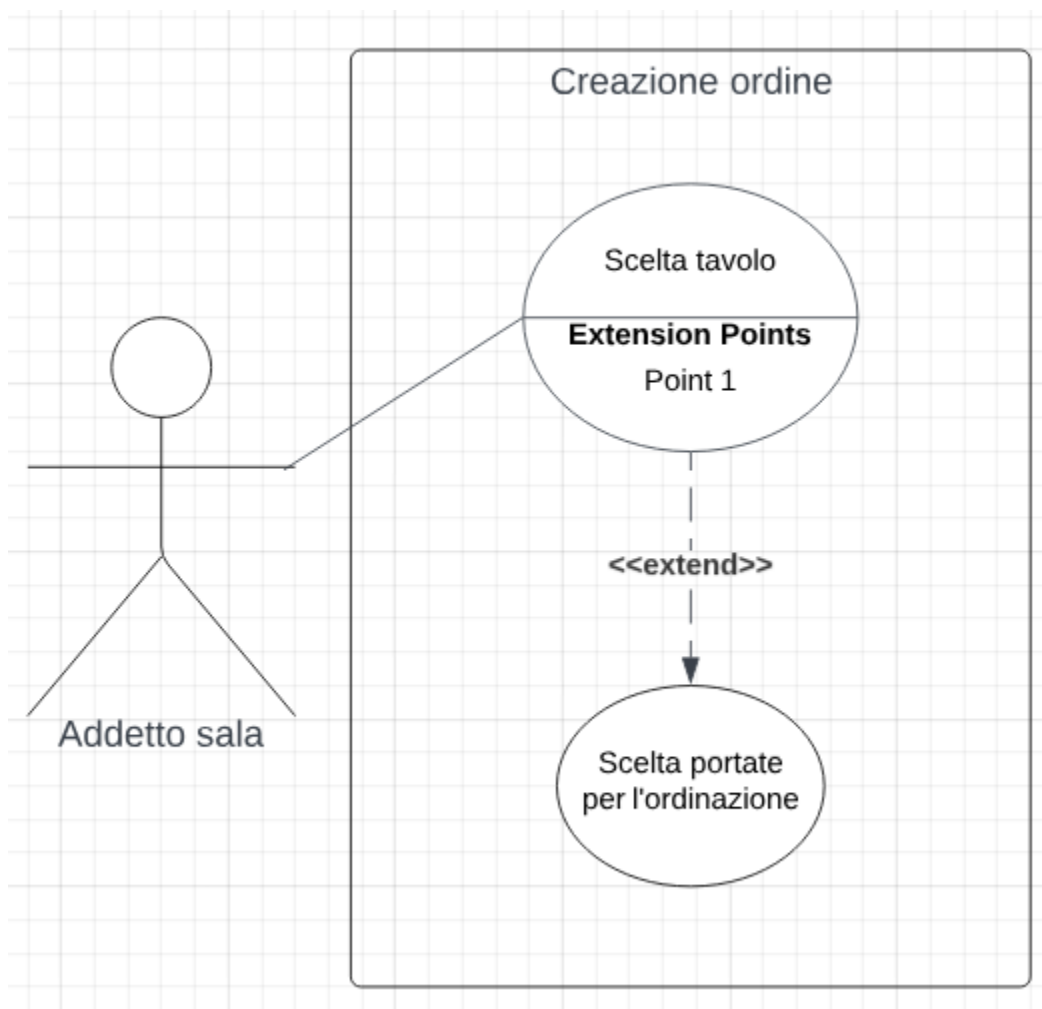 Creazione ordine
Scelta tavolo
Extension Points
Point 1
<<extend>>
Addetto sala
Scelta portate
per l'ordinazione